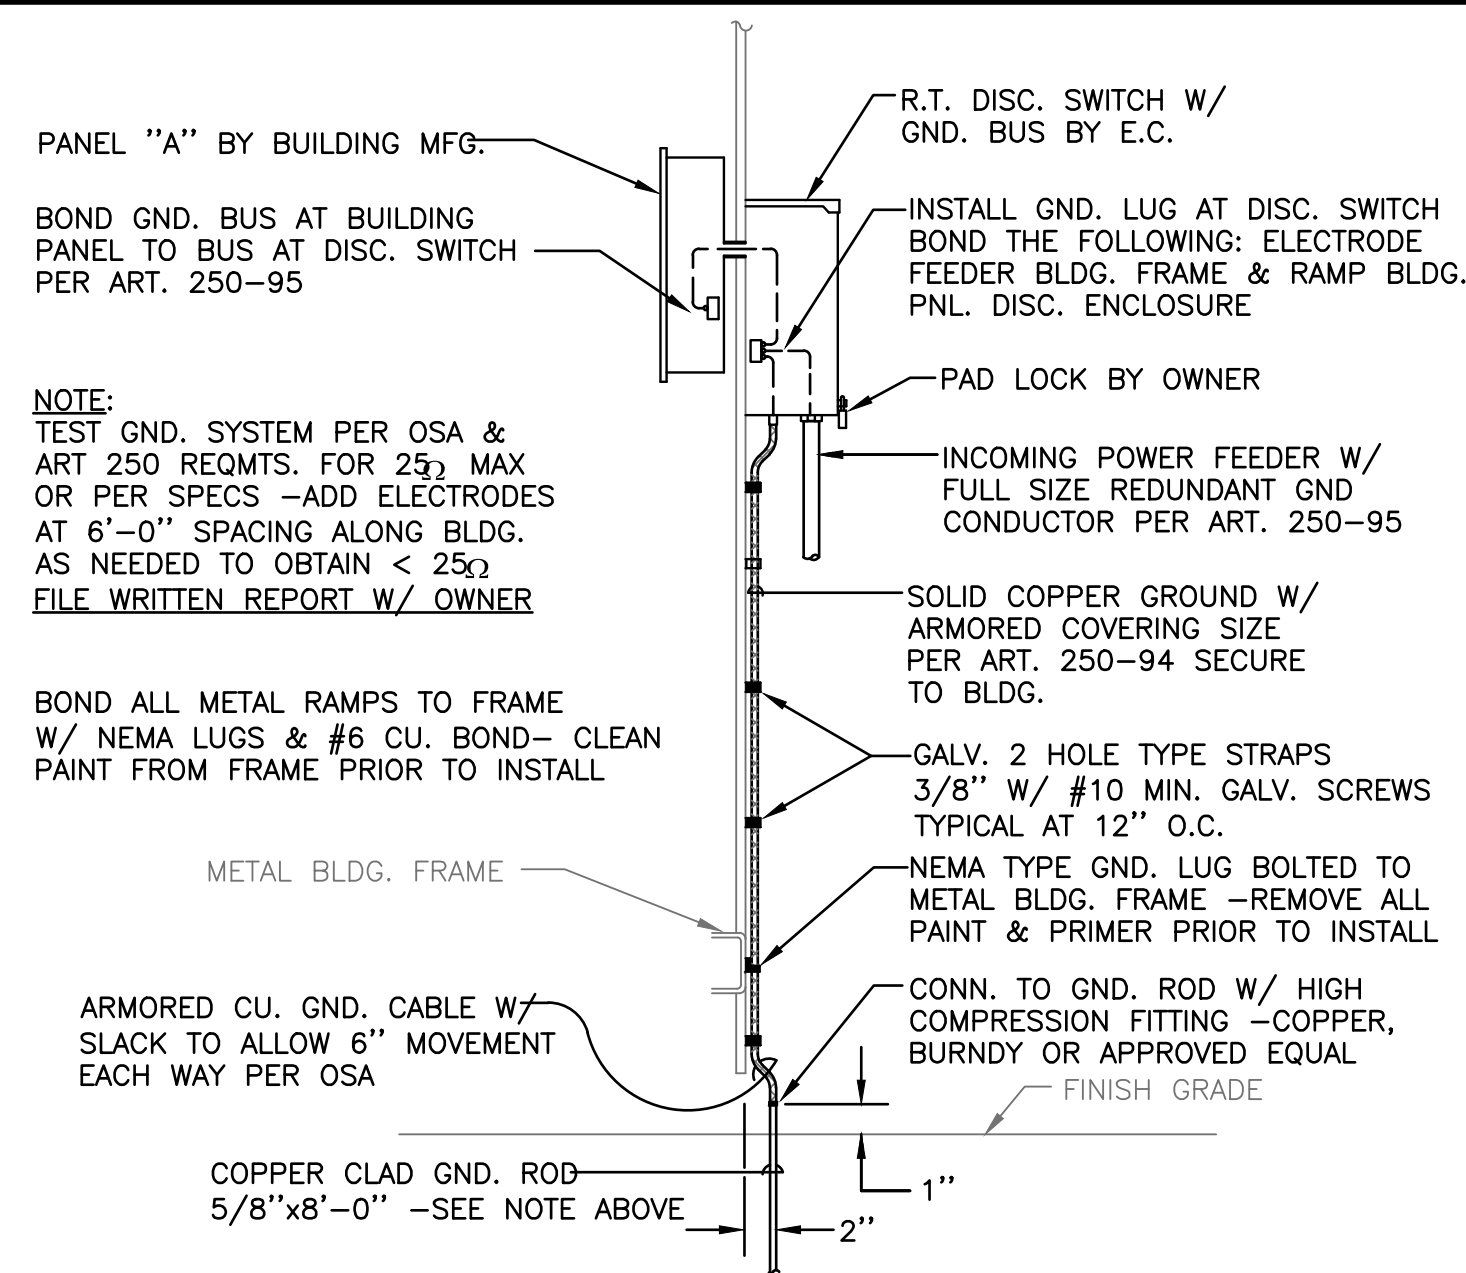 PANEL "A" BY BUILDING MFG.
BOND GND. BUS AT BUILDING
PANEL TO BUS AT DISC. SWITCH
PER ART. 250-95
NOTE:
TEST GND. SYSTEM PER OSA &
ART 250 REQMTS. FOR 25Ω MAX
OR PER SPECS -ADD ELECTRODES
AT 6'-0" SPACING ALONG BLDG.
AS NEEDED TO OBTAIN < 25Ω
FILE WRITTEN REPORT W/ OWNER
BOND ALL METAL RAMPS TO FRAME
W/ NEMA LUGS & #6 CU. BOND- CLEAN
PAINT FROM FRAME PRIOR TO INSTALL
METAL BLDG. FRAME
ARMORED CU. GND. CABLE W/
SLACK TO ALLOW 6" MOVEMENT
EACH WAY PER OSA
COPPER CLAD GND. ROD
5/8"x8'-0" -SEE NOTE ABOVE
R.T. DISC. SWITCH W/
GND. BUS BY E.C.
INSTALL GND. LUG AT DISC. SWITCH
BOND THE FOLLOWING: ELECTRODE
FEEDER BLDG. FRAME & RAMP BLDG.
PNL. DISC. ENCLOSURE
PAD LOCK BY OWNER
INCOMING POWER FEEDER W/
FULL SIZE REDUNDANT GND
CONDUCTOR PER ART. 250-95
SOLID COPPER GROUND W/
ARMORED COVERING SIZE
PER ART. 250-94 SECURE
TO BLDG.
GALV. 2 HOLE TYPE STRAPS
3/8" W/ #10 MIN. GALV. SCREWS
TYPICAL AT 12" O.C.
NEMA TYPE GND. LUG BOLTED TO
METAL BLDG. FRAME -REMOVE ALL
PAINT & PRIMER PRIOR TO INSTALL
CONN. TO GND. ROD W/ HIGH
COMPRESSION FITTING -COPPER,
BURNDY OR APPROVED EQUAL
FINISH GRADE
1"
2"